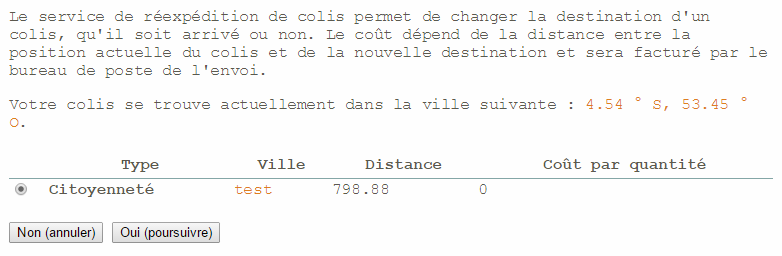 Le service de réexpédition de colis permet de changer la destination d'un
colis, qu'il soit arrivé ou non. Le coût dépend de la distance entre la
position actuelle du colis et de la nouvelle destination et sera facturé par le
bureau de poste de l'envoi.
Votre colis se trouve actuellement dans la ville suivante : 4.54 ° S, 53.45 °
O.
Type Ville Distance Coût par quantité
Citoyenneté test 798.88 0
Non (annuler) Oui (poursuivre)